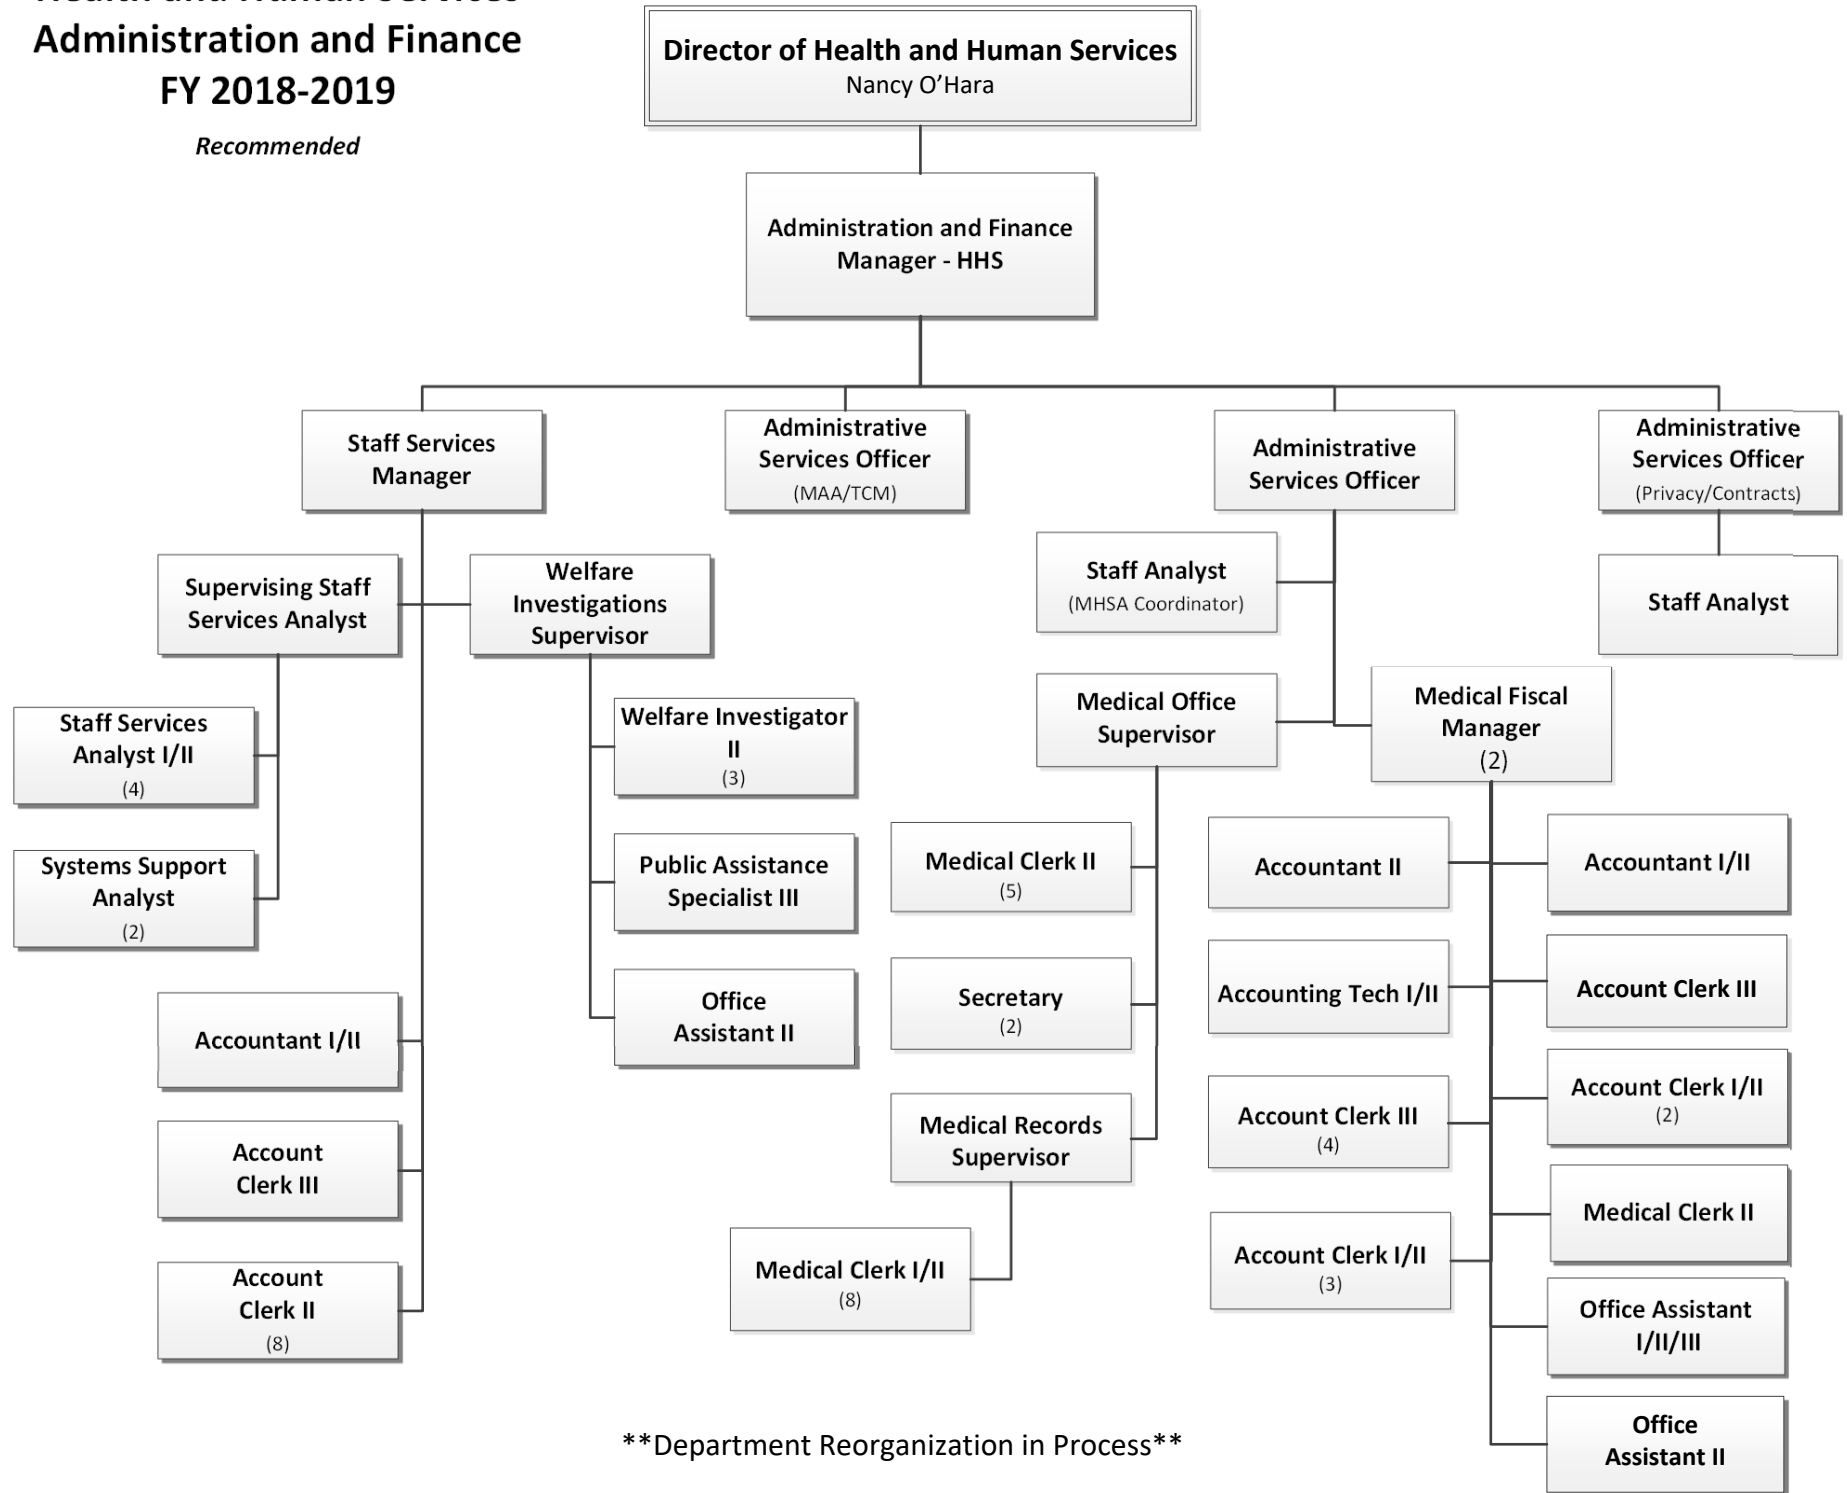 Health and Human Services
Administration and Finance
FY 2018-2019
Recommended
Director of Health and Human Services
Nancy O’Hara
Administration and Finance
Manager - HHS
Staff Services
Manager
Administrative
Services Officer
(MAA/TCM)
Administrative
Services Officer
Administrative
Services Officer
(Privacy/Contracts)
Supervising Staff
Services Analyst
Welfare
Investigations
Supervisor
Staff Analyst
(MHSA Coordinator)
Staff Analyst
Staff Services
Analyst I/II
(4)
Systems Support
Analyst
(2)
Welfare Investigator
II
(3)
Public Assistance
Specialist III
Office
Assistant II
Accountant I/II
Account
Clerk III
Account
Clerk II
(8)
Medical Office
Supervisor
Medical Fiscal
Manager
(2)
Medical Clerk II
(5)
Secretary
(2)
Medical Records
Supervisor
Medical Clerk I/II
(8)
Accountant II
Accounting Tech I/II
Account Clerk III
(4)
Account Clerk I/II
(3)
Accountant I/II
Account Clerk III
Account Clerk I/II
(2)
Medical Clerk II
Office Assistant
I/II/III
Office
Assistant II
**Department Reorganization in Process**